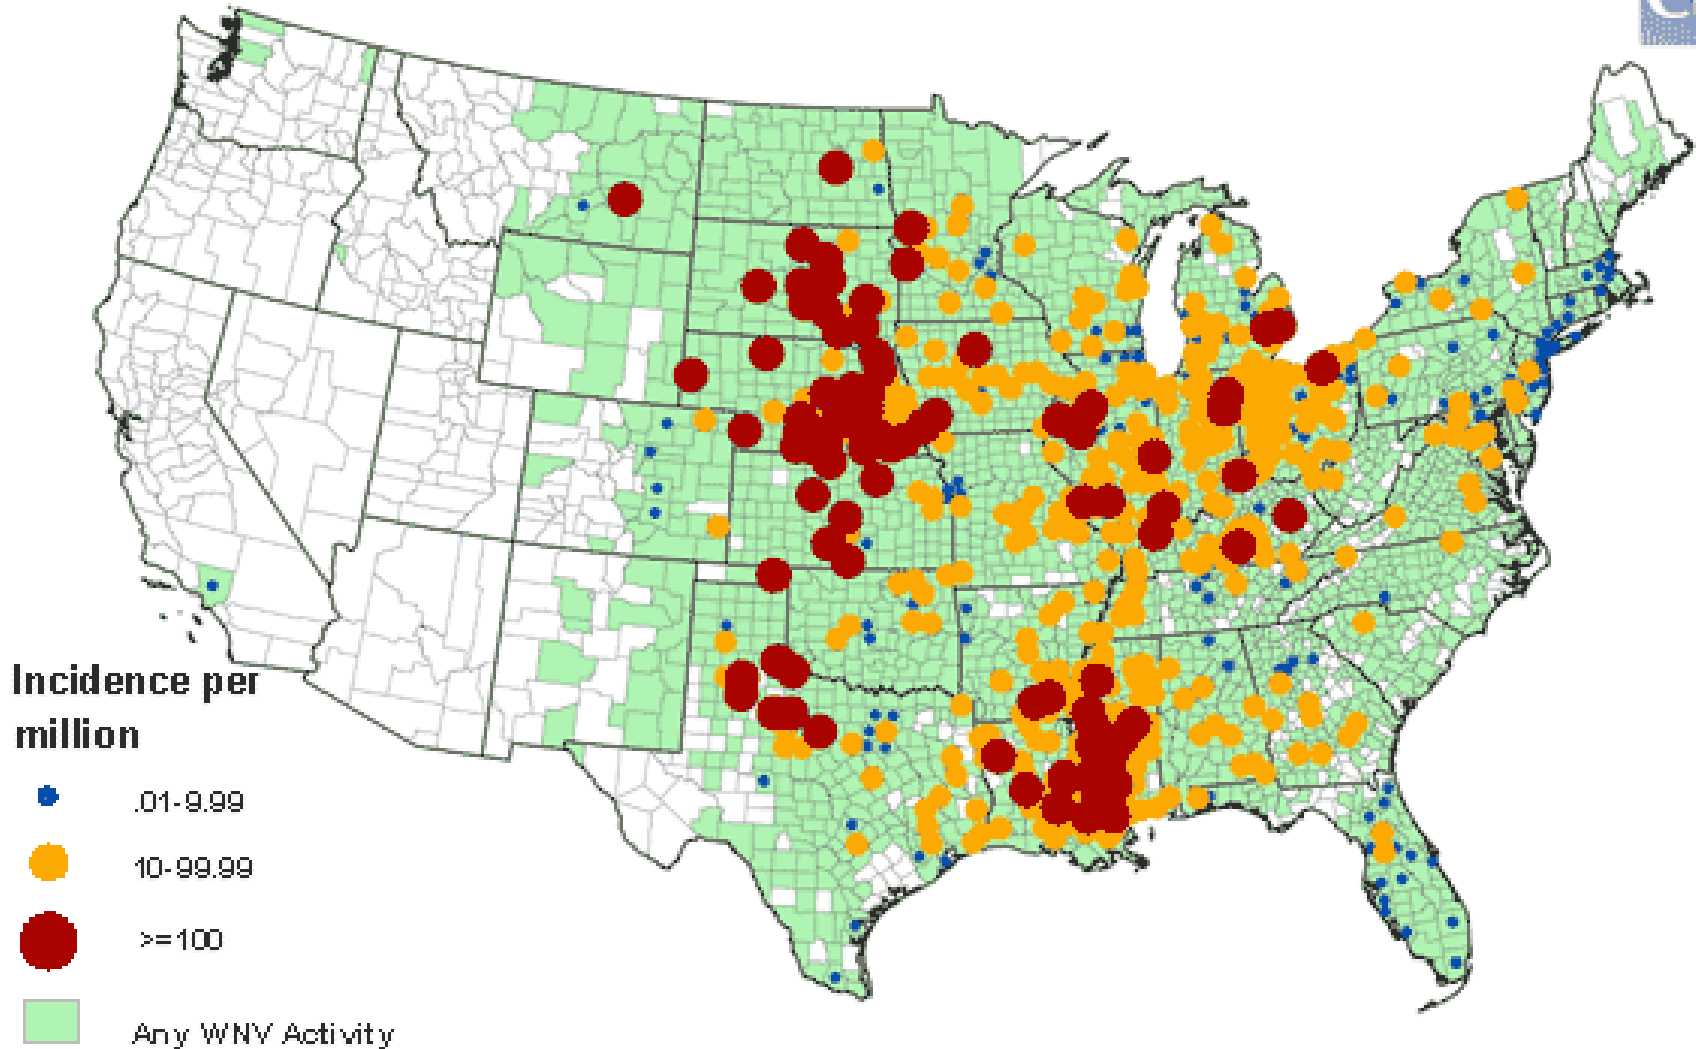 Incidence per
million
.01-9.99
10-99.99
>=100
Any WNV Activity